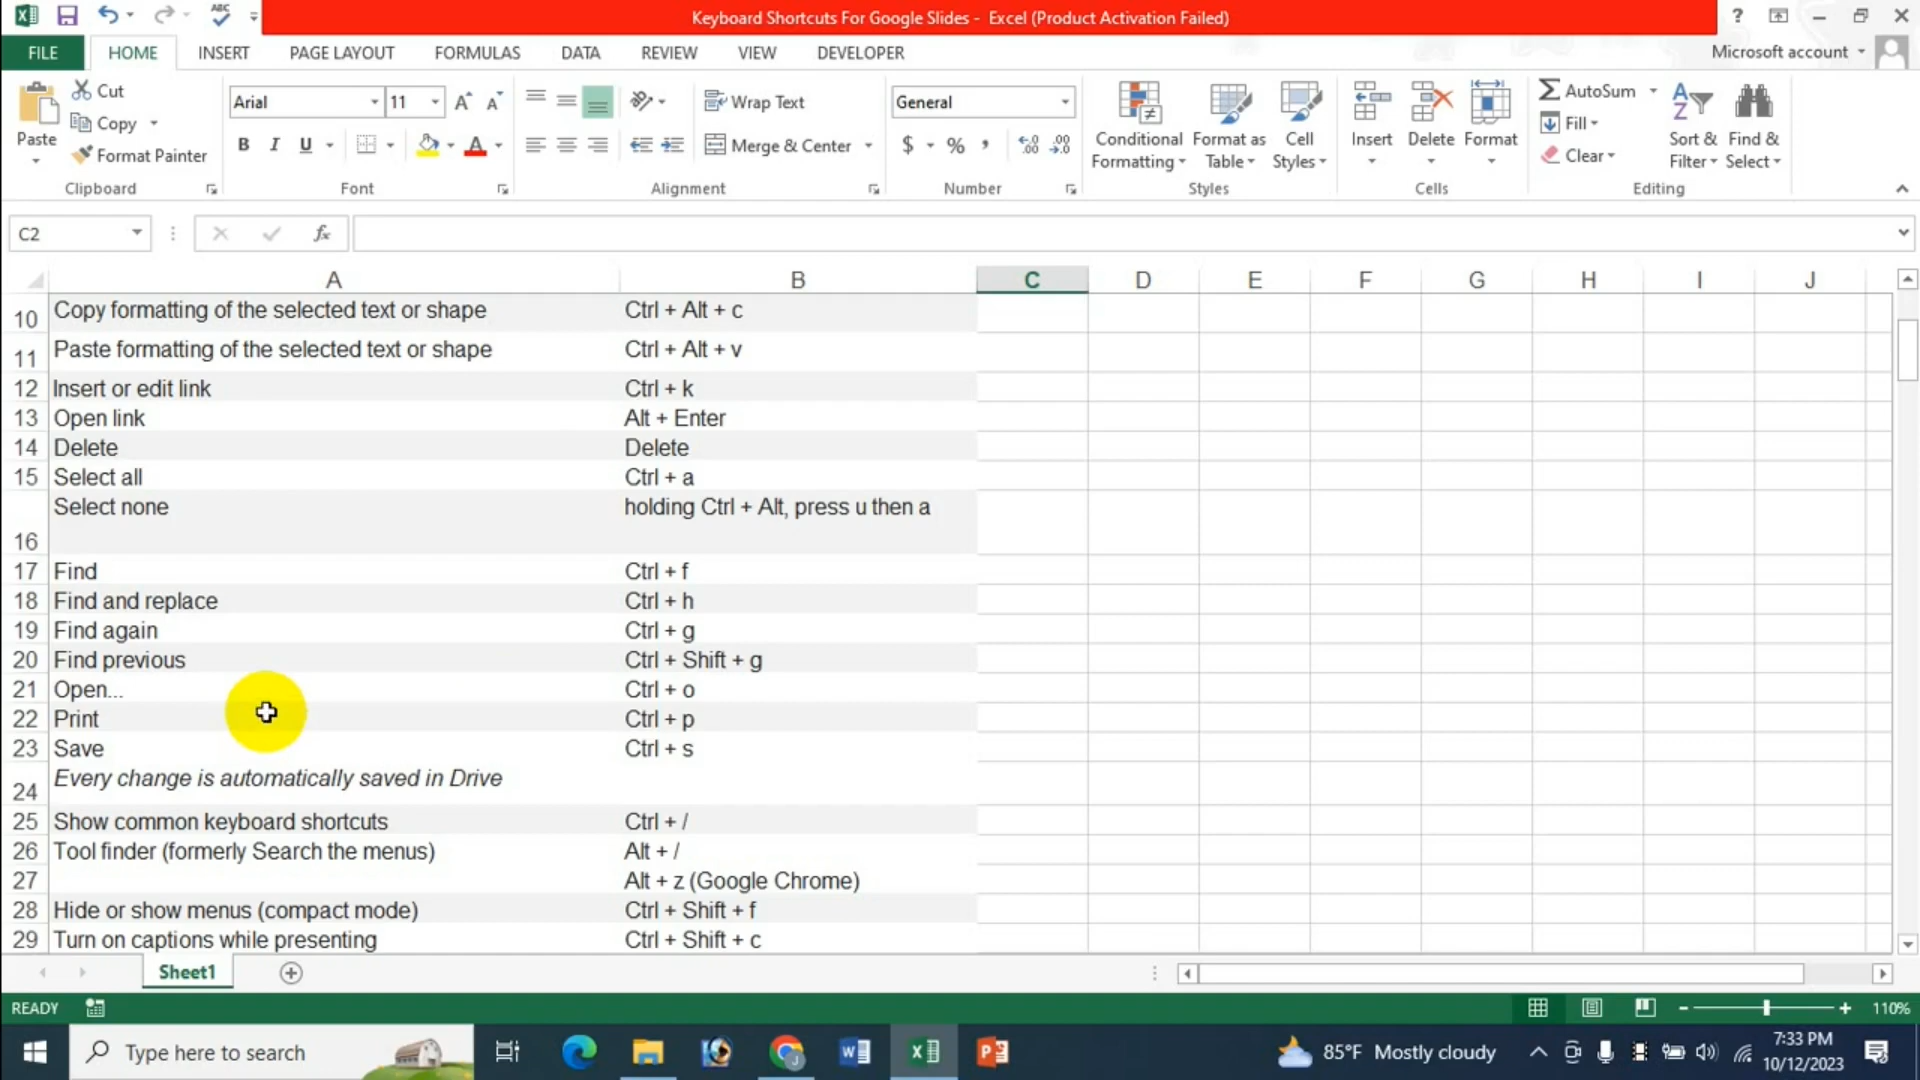 Keyboard Shortcuts For Google Slides - Excel (Product Activation Failed)
?
FILE HOME INSERT PAGE LAYOUT FORMULAS DATA REVIEW VIEW DEVELOPER Microsoft account
Paste
Cut
Copy
Format Painter
Clipboard
Arial 11
B I U
Font
Wrap Text
Merge & Center
Alignment
General
$ % ,
Number
Conditional Formatting
Format as Table
Cell Styles
Styles
Insert Delete Format
Cells
AutoSum
Fill
Clear
Sort & Filter
Find & Select
Editing
C2 fx
A B C D E F G H I J
10 Copy formatting of the selected text or shape Ctrl + Alt + c
11 Paste formatting of the selected text or shape Ctrl + Alt + v
12 Insert or edit link Ctrl + k
13 Open link Alt + Enter
14 Delete Delete
15 Select all Ctrl + a
16 Select none holding Ctrl + Alt, press u then a
17 Find Ctrl + f
18 Find and replace Ctrl + h
19 Find again Ctrl + g
20 Find previous Ctrl + Shift + g
21 Open... Ctrl + o
22 Print Ctrl + p
23 Save Ctrl + s
24 Every change is automatically saved in Drive
25 Show common keyboard shortcuts Ctrl + /
26 Tool finder (formerly Search the menus) Alt + /
27 Alt + z (Google Chrome)
28 Hide or show menus (compact mode) Ctrl + Shift + f
29 Turn on captions while presenting Ctrl + Shift + c
Sheet1
READY 110%
Type here to search 85°F Mostly cloudy 7:33 PM
10/12/2023